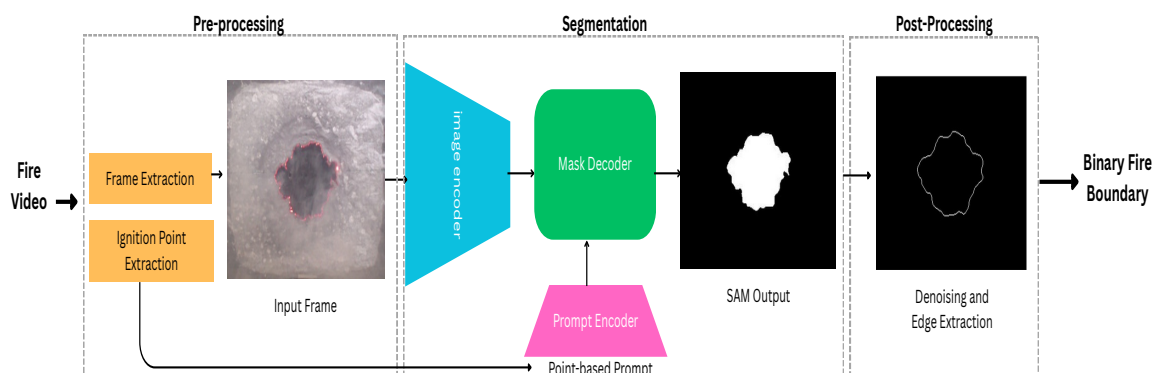 Pre-processing
Segmentation
Post-Processing
Fire
Video
Frame Extraction
Ignition Point
Extraction
Input Frame
image encoder
Mask Decoder
Prompt Encoder
Point-based Prompt
SAM Output
Denoising and
Edge Extraction
Binary Fire
Boundary